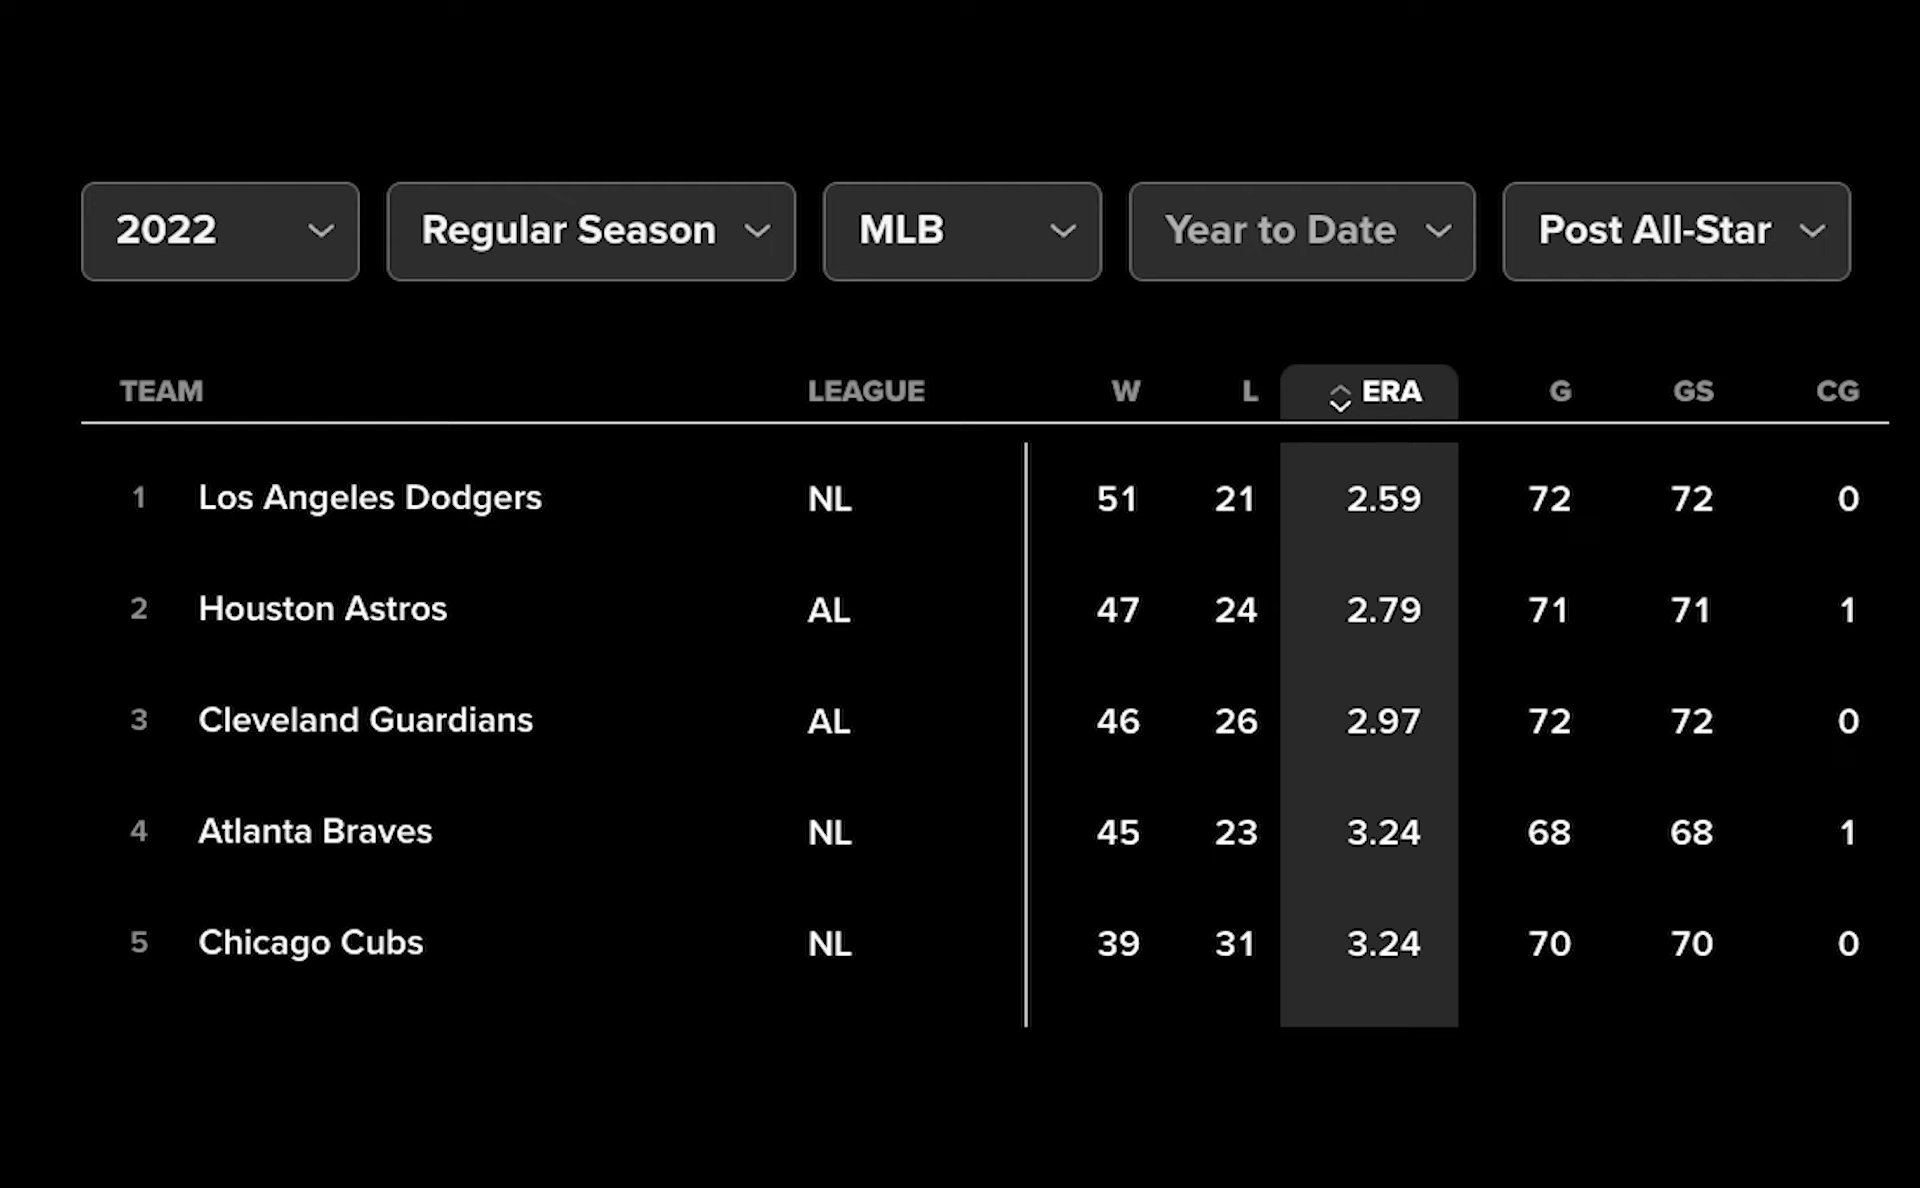 2022 Regular Season MLB Year to Date Post All-Star
TEAM LEAGUE W L ERA G GS CG
1 Los Angeles Dodgers NL 51 21 2.59 72 72 0
2 Houston Astros AL 47 24 2.79 71 71 1
3 Cleveland Guardians AL 46 26 2.97 72 72 0
4 Atlanta Braves NL 45 23 3.24 68 68 1
5 Chicago Cubs NL 39 31 3.24 70 70 0